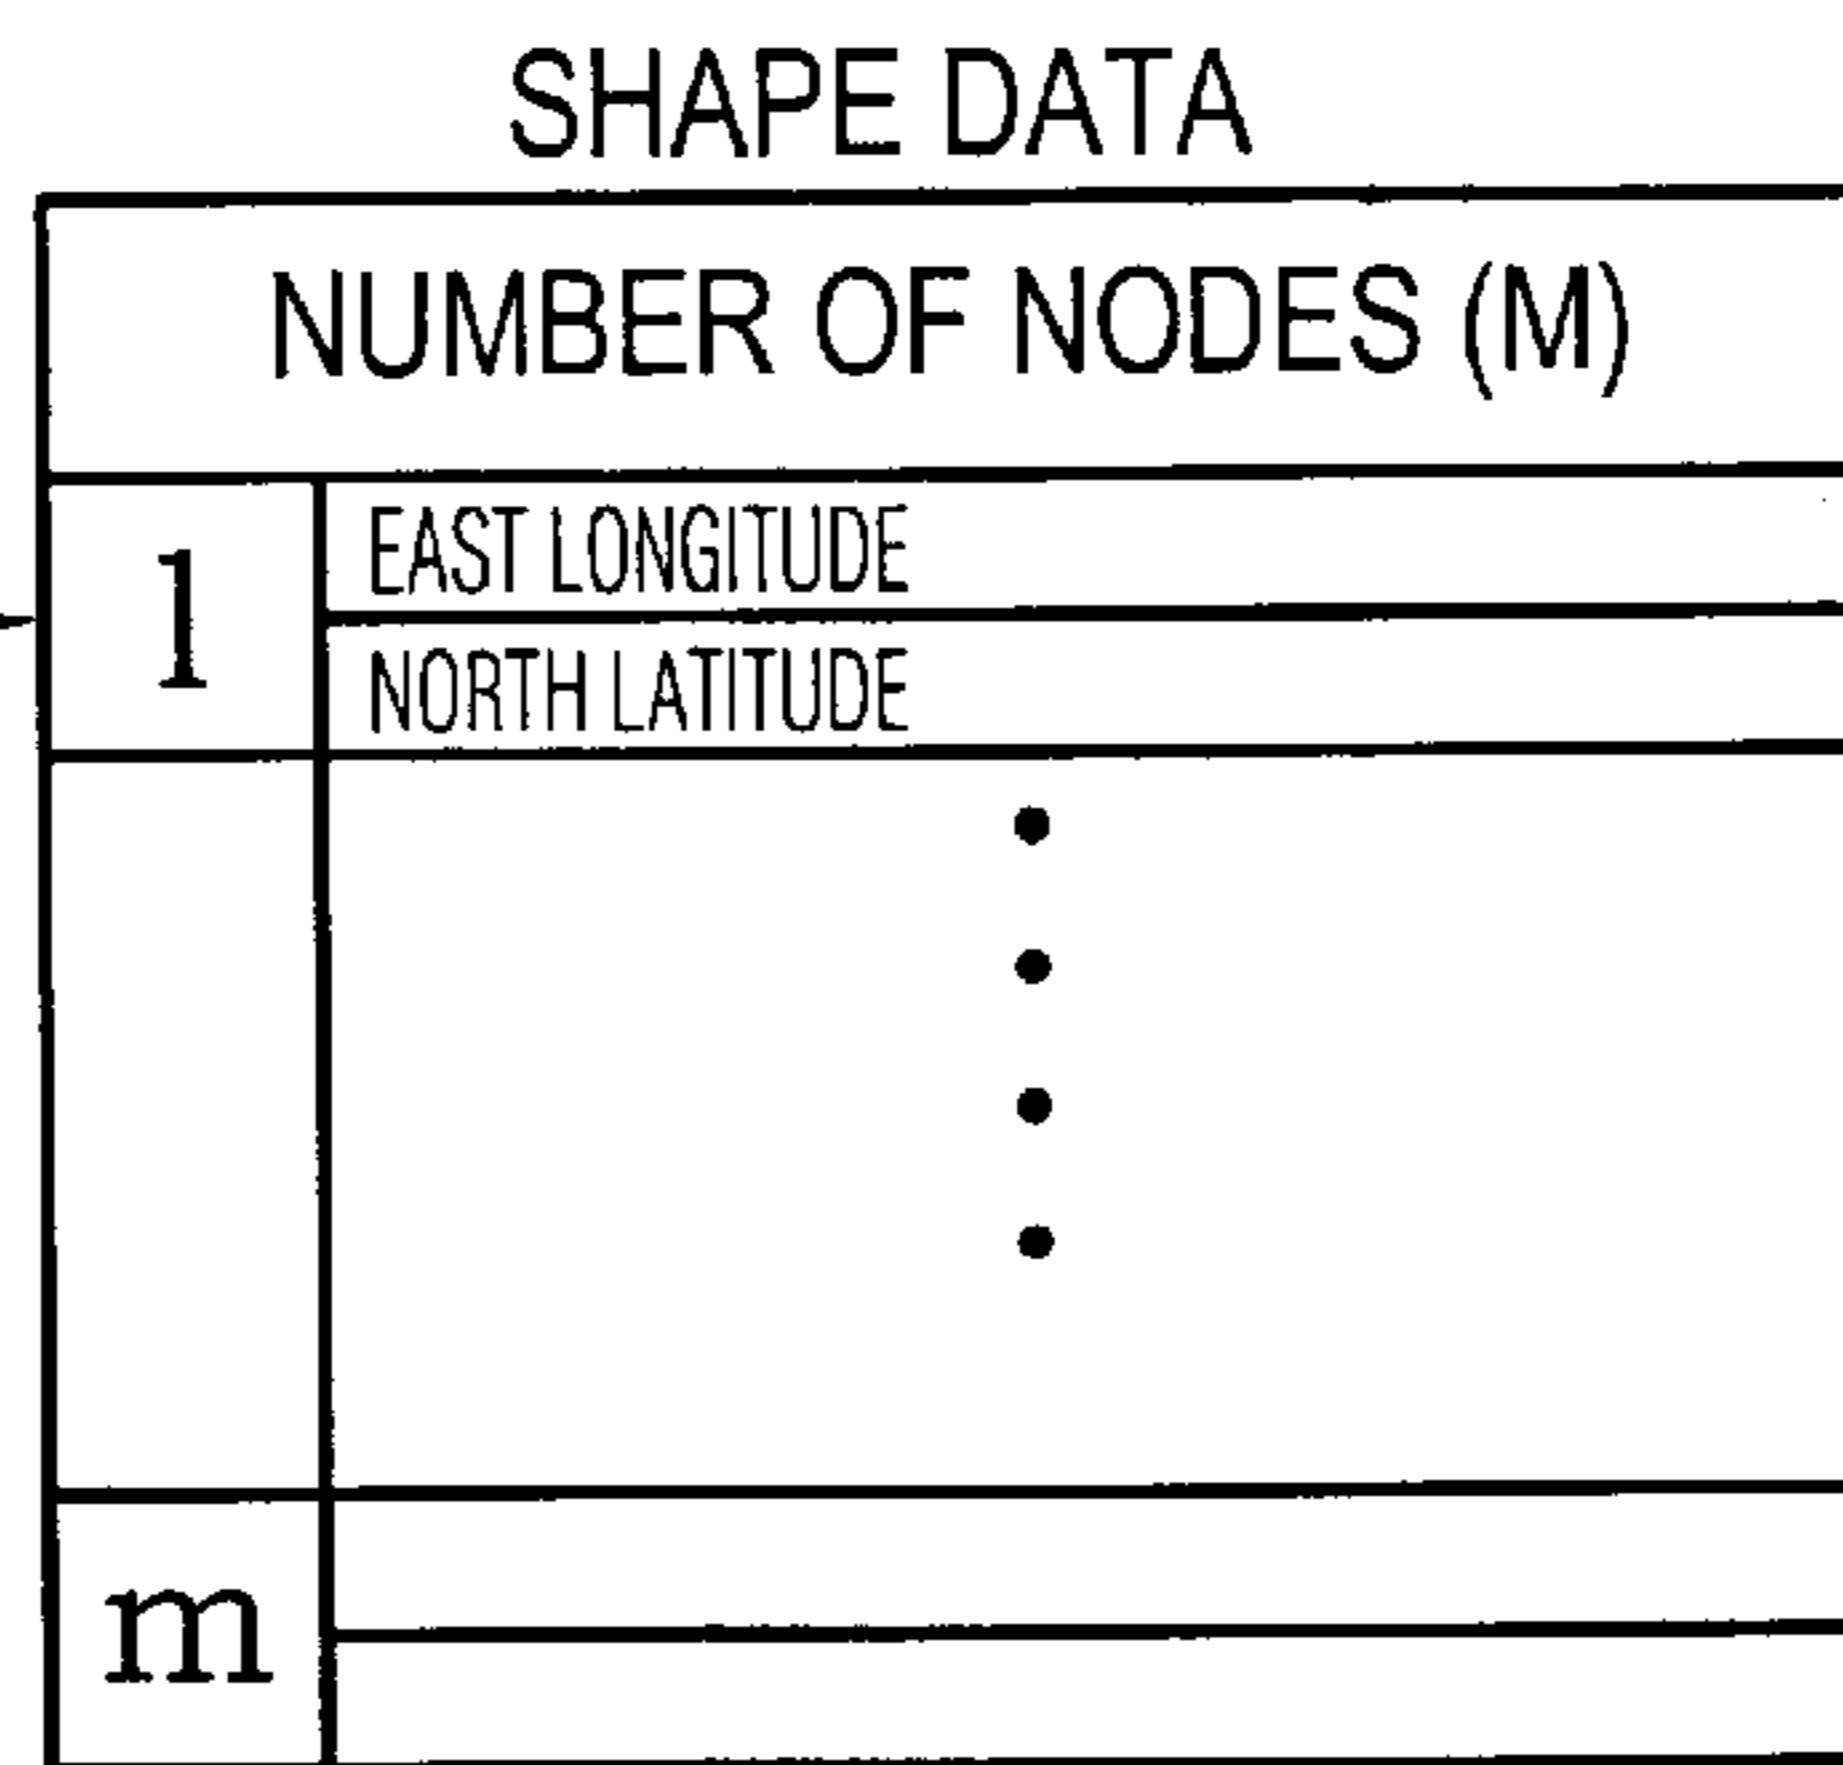 SHAPE DATA
NUMBER OF NODES (M)
1
EAST LONGITUDE
NORTH LATITUDE
m